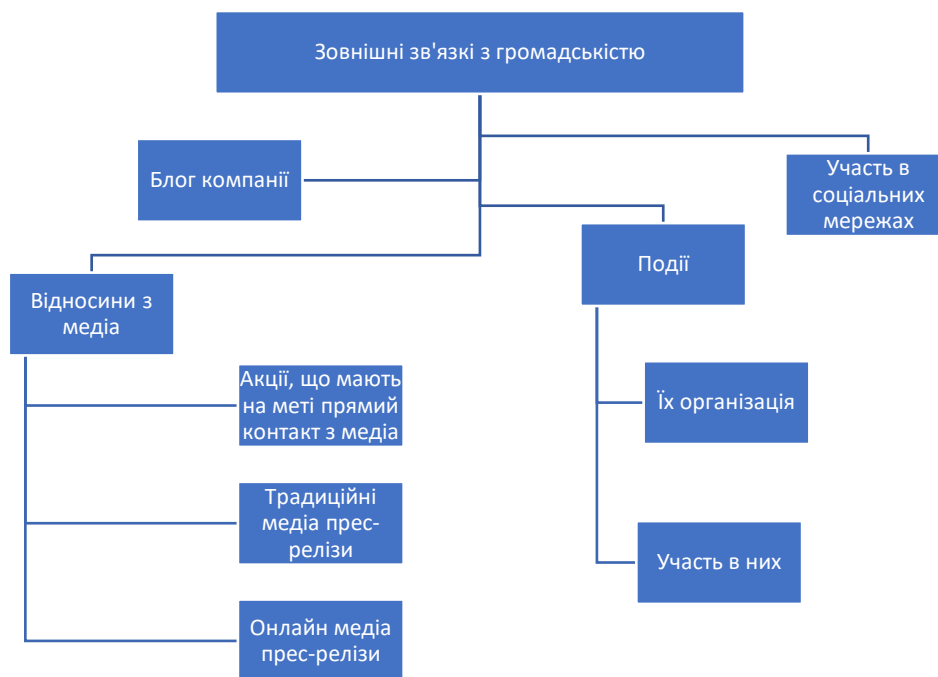 Зовнішні зв'язкі з громадськістю
Блог компанії
Участь в
соціальних
мережах
Події
Відносини з
медіа
Акції, що мають
на меті прямий
контакт з медіа
Їх організація
Традиційні
медіа прес-
релізи
Участь в них
Онлайн медіа
прес-релізи